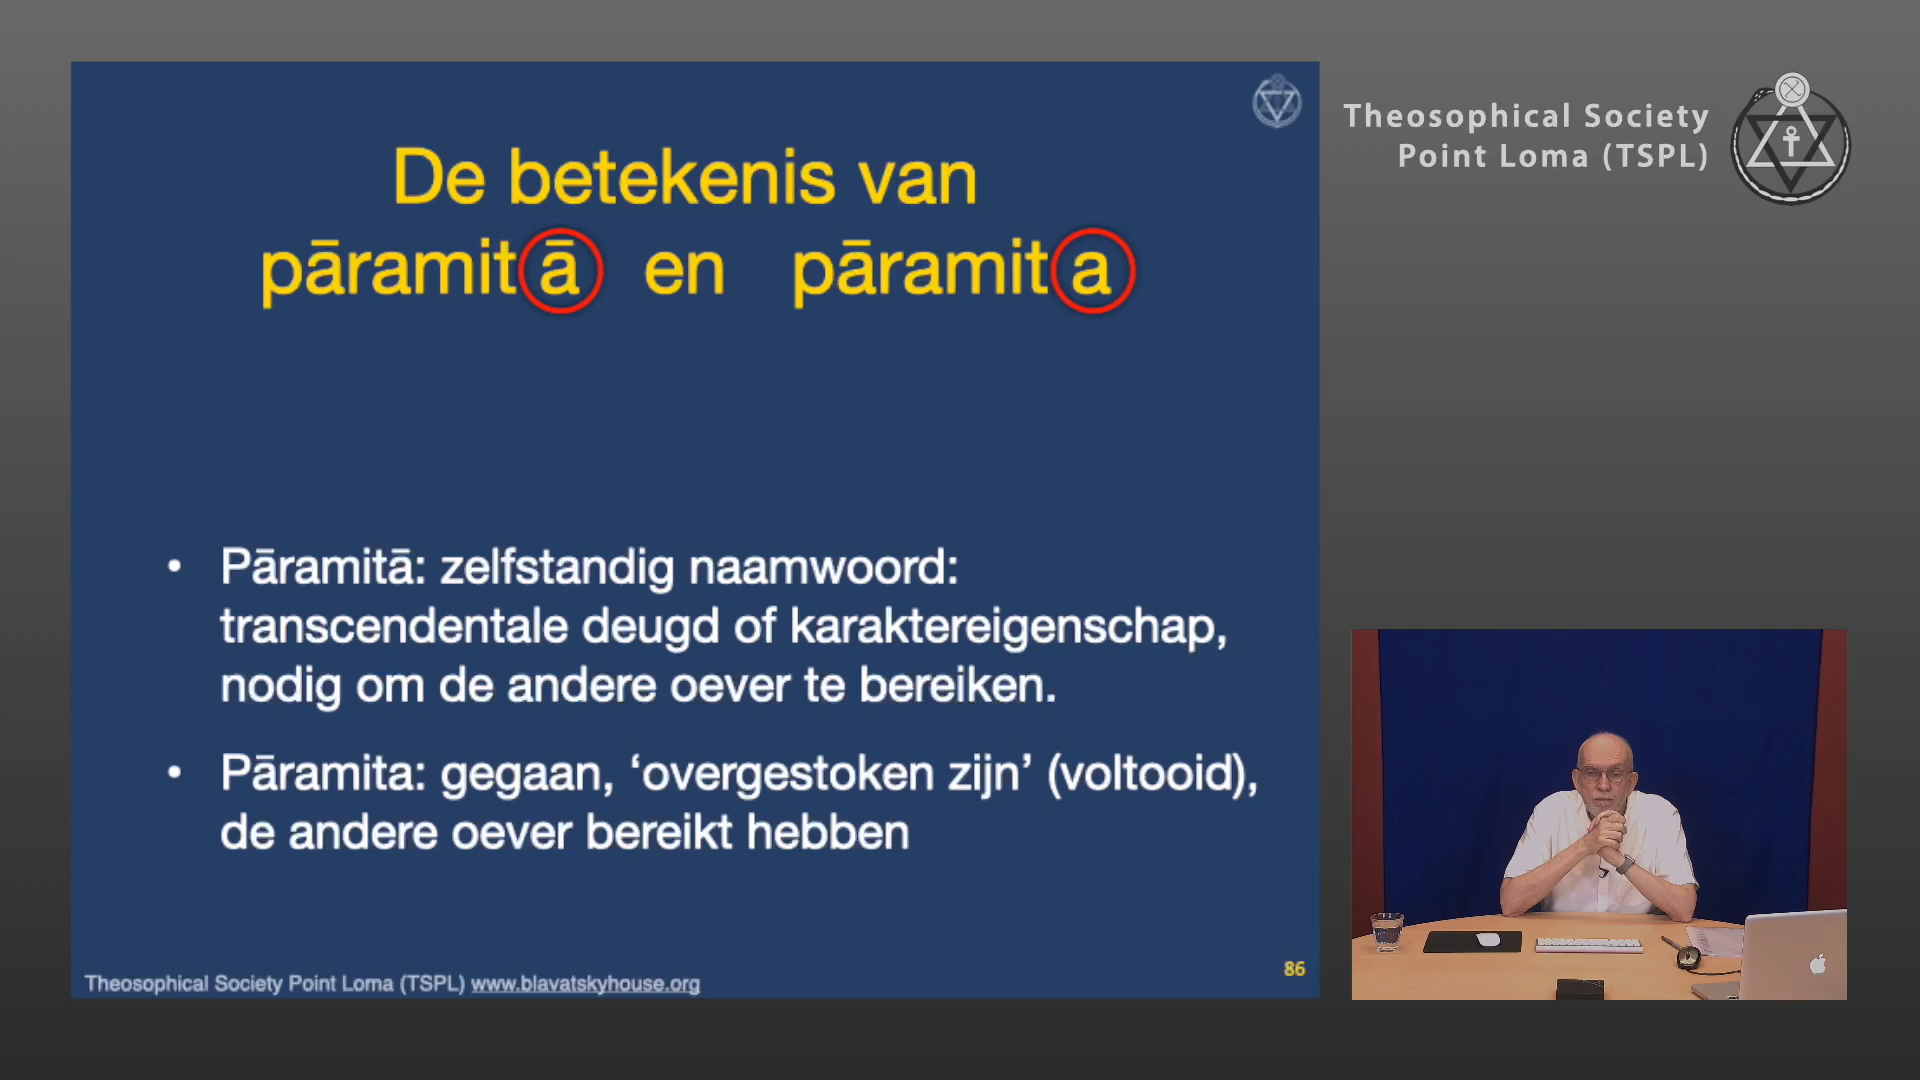 De betekenis van
pāramitā en pāramita
• Pāramitā: zelfstandig naamwoord:
transcendentale deugd of karaktereigenschap,
nodig om de andere oever te bereiken.
• Pāramita: gegaan, ‘overgestoken zijn’ (voltooid),
de andere oever bereikt hebben
Theosophical Society Point Loma (TSPL) www.blavatskyhouse.org
86
Theosophical Society
Point Loma (TSPL)